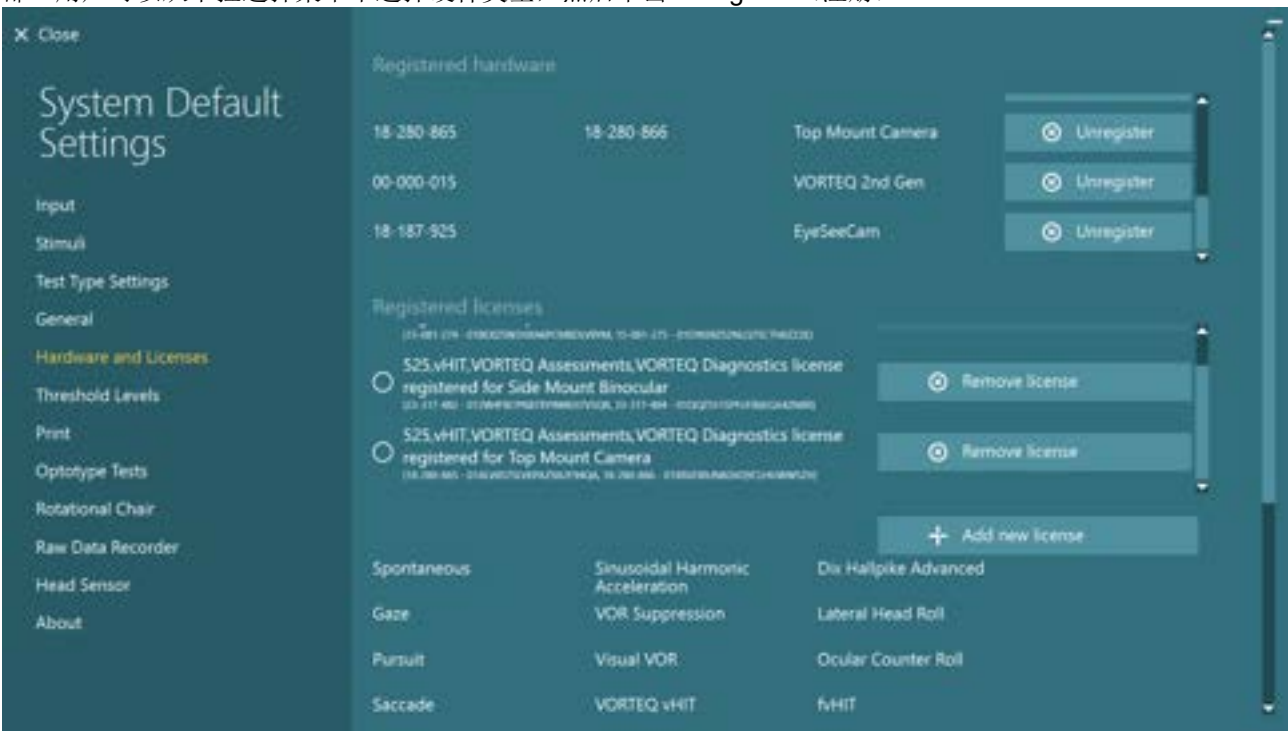 X Close
System Default
Settings
Input
Stimuli
Test Type Settings
General
Hardware and Licenses
Threshold Levels
Print
Optotype Tests
Rotational Chair
Raw Data Recorder
Head Sensor
About
Registered hardware
18-280-865 18-280-866 Top Mount Camera Unregister
00-000-015 VORTEQ 2nd Gen Unregister
18-187-925 EyeSeeCam Unregister
Registered licenses
525,vHIT,VORTEQ Assessments,VORTEQ Diagnostics license
registered for Side Mount Binocular
Remove license
525,vHIT,VORTEQ Assessments,VORTEQ Diagnostics license
registered for Top Mount Camera
Remove license
Add new license
Spontaneous Sinusoidal Harmonic Dix Hallpike Advanced
Acceleration
Gaze VOR Suppression Lateral Head Roll
Pursuit Visual VOR Ocular Counter Roll
Saccade VORTEQ vHIT fvHIT